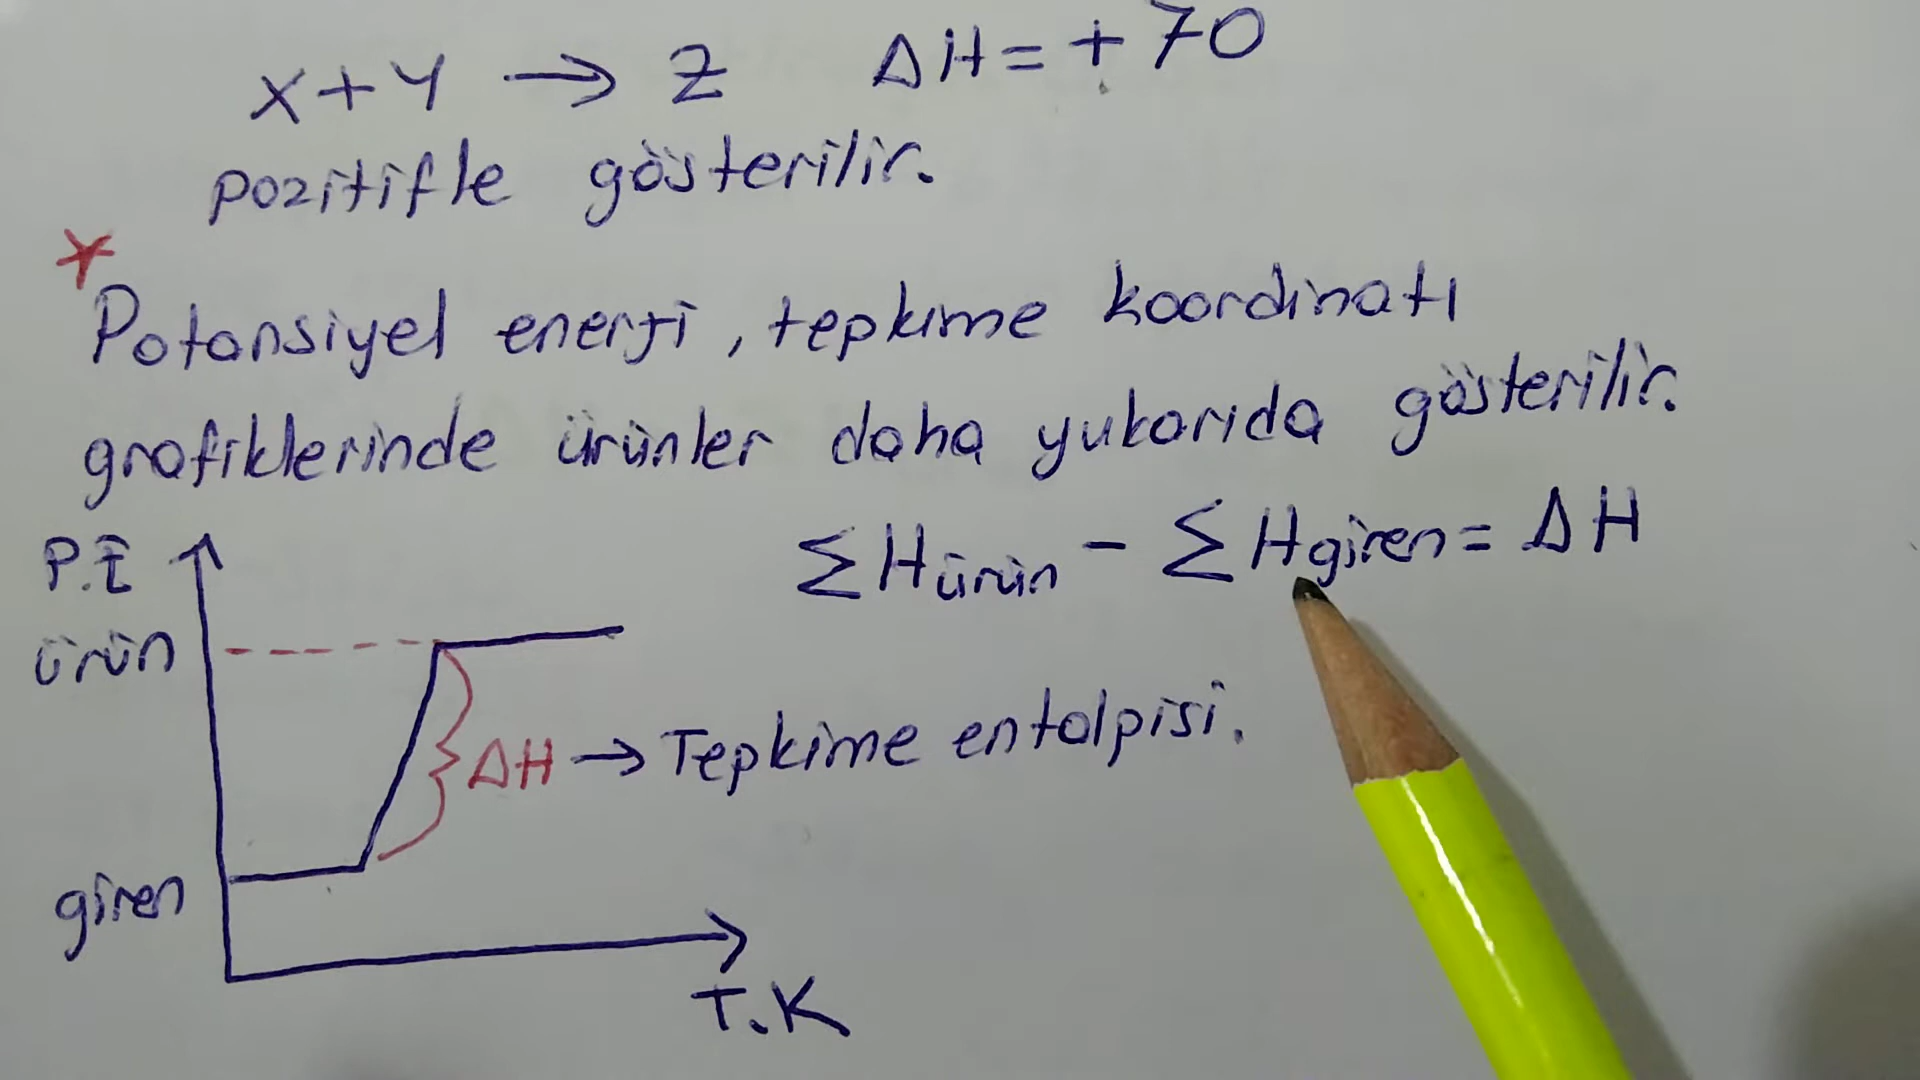 X+Y → Z ΔH=+70
pozitifle gösterilir.
Potansiyel enerji, tepkime koordinatı
grafiklerinde ürünler daha yukarıda gösterilir.
ΣHürün - ΣHgiren= ΔH
P.E
ürün
ΔH → Tepkime entalpisi.
giren
T.K